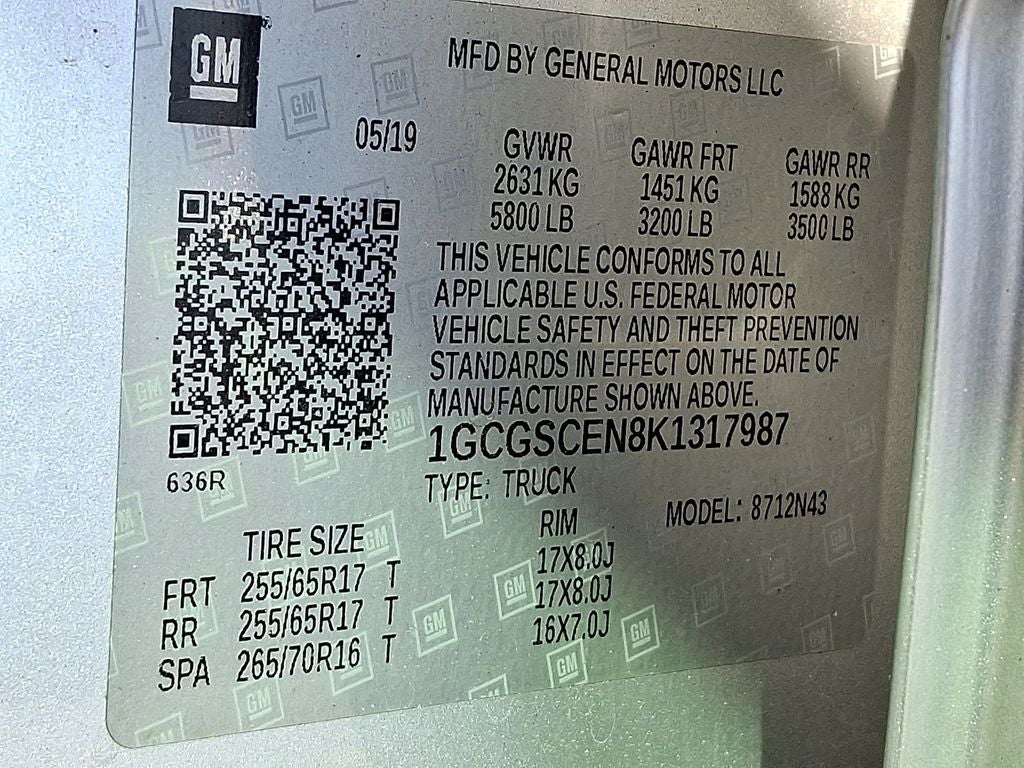 GM
MFD BY GENERAL MOTORS LLC
05/19
GVWR GAWR FRT GAWR RR
2631 KG 1451 KG 1588 KG
5800 LB 3200 LB 3500 LB
THIS VEHICLE CONFORMS TO ALL
APPLICABLE U.S. FEDERAL MOTOR
VEHICLE SAFETY AND THEFT PREVENTION
STANDARDS IN EFFECT ON THE DATE OF
MANUFACTURE SHOWN ABOVE.
1GCGSCEN8K1317987
636R
TYPE: TRUCK MODEL: 8712N43
TIRE SIZE RIM
FRT 255/65R17 T 17X8.0J
RR 255/65R17 T 17X8.0J
SPA 265/70R16 T 16X7.0J